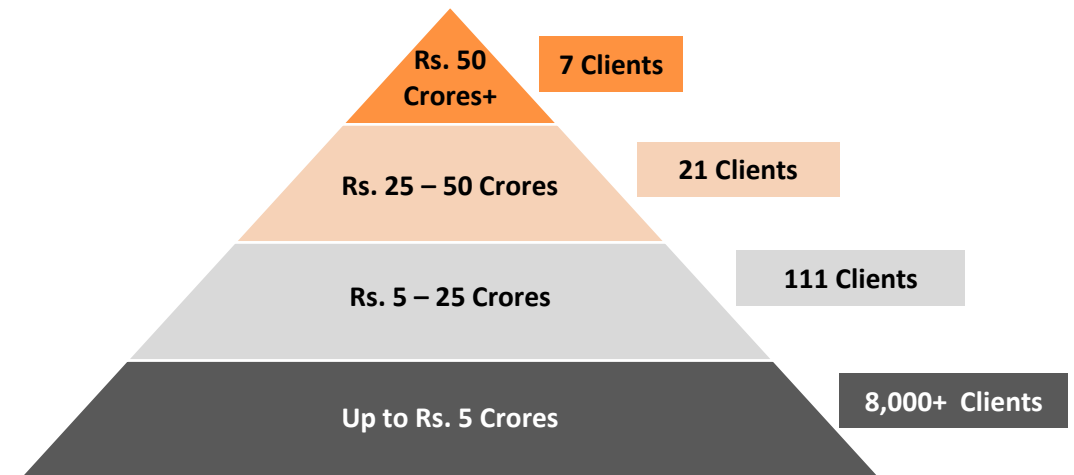 Rs. 50
Crores+
7 Clients
Rs. 25 – 50 Crores
21 Clients
Rs. 5 – 25 Crores
111 Clients
Up to Rs. 5 Crores
8,000+  Clients